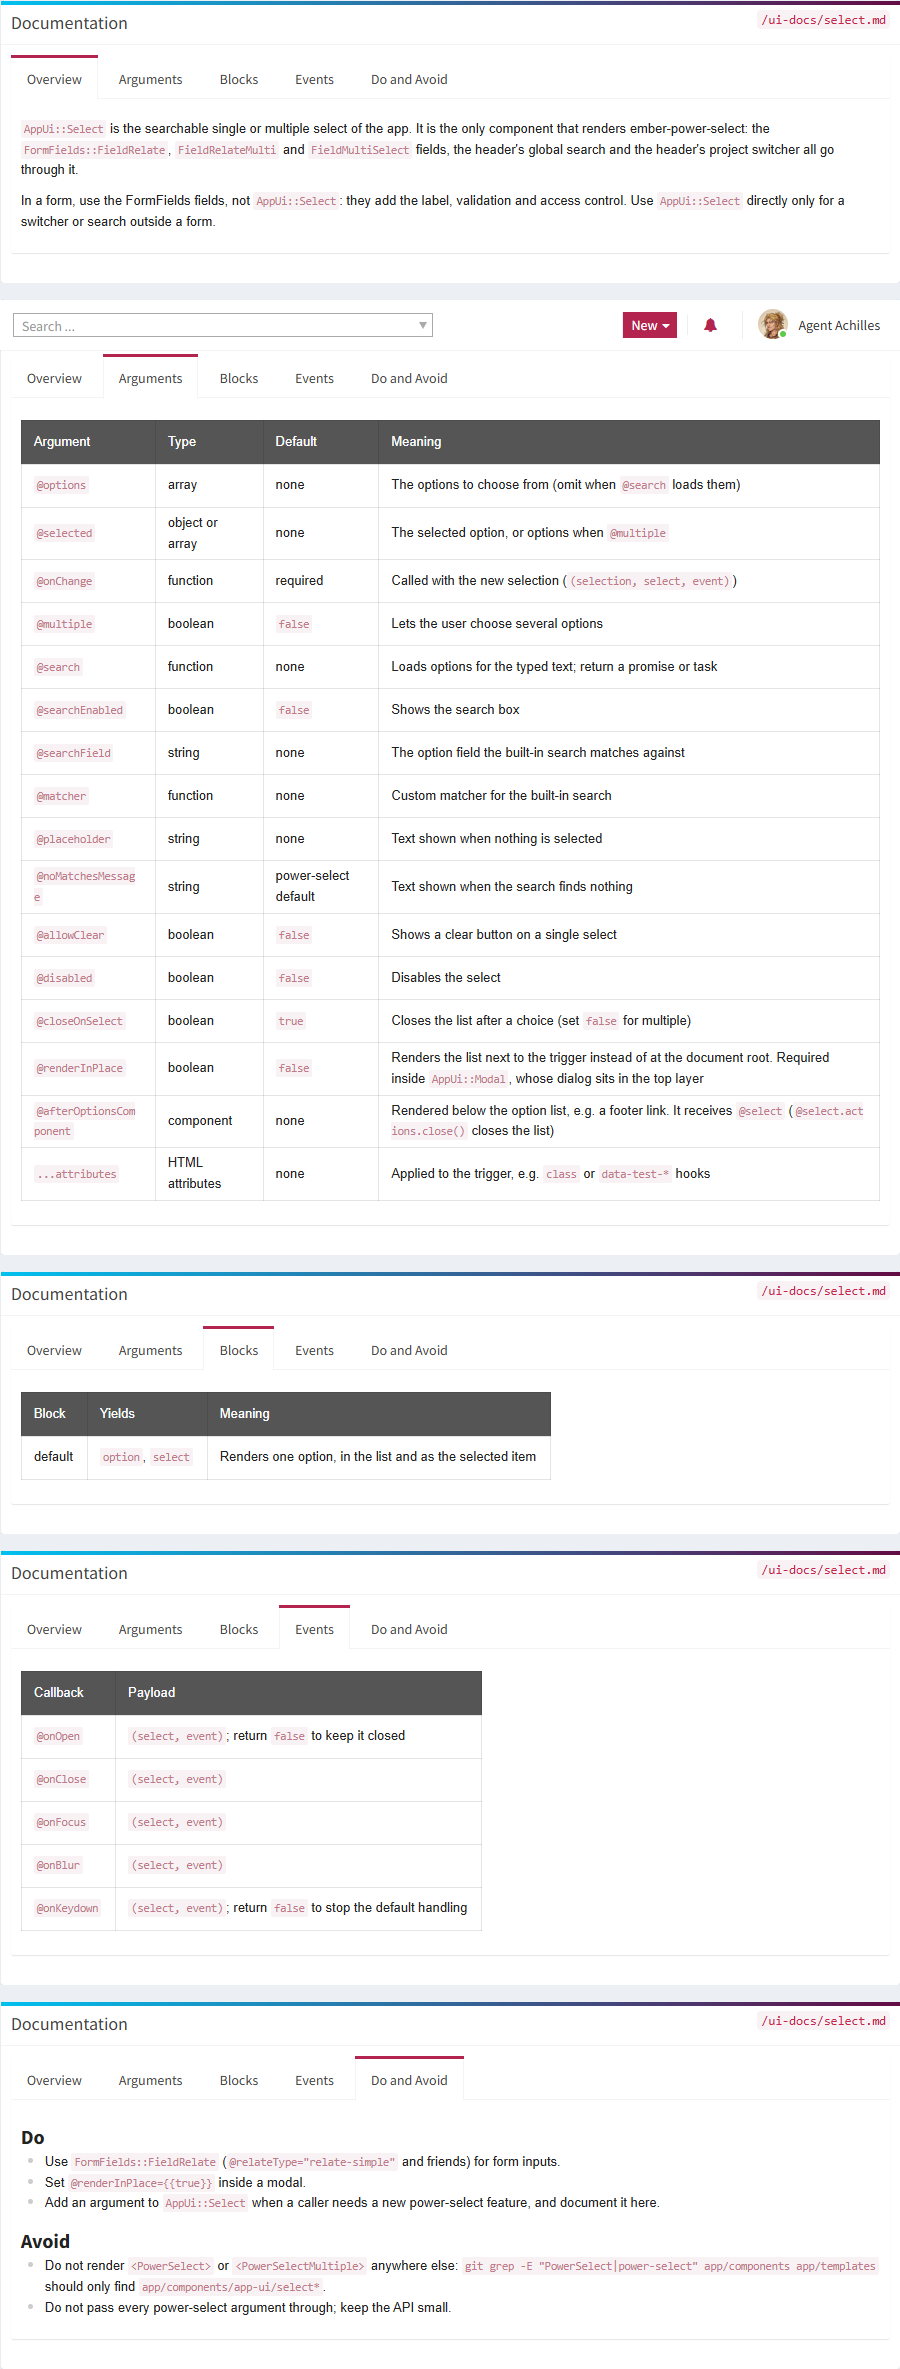 Documentation
/ui-docs/select.md
Overview Arguments Blocks Events Do and Avoid
AppUi::Select is the searchable single or multiple select of the app. It is the only component that renders ember-power-select: the
FormFields::FieldRelate, FieldRelateMulti and FieldMultiSelect fields, the header's global search and the header's project switcher all go
through it.
In a form, use the FormFields fields, not AppUi::Select: they add the label, validation and access control. Use AppUi::Select directly only for a
switcher or search outside a form.
Search ...
New
Agent Achilles
Overview Arguments Blocks Events Do and Avoid
Argument Type Default Meaning
@options array none The options to choose from (omit when @search loads them)
@selected object or array none The selected option, or options when @multiple
@onChange function required Called with the new selection ( (selection, select, event) )
@multiple boolean false Lets the user choose several options
@search function none Loads options for the typed text; return a promise or task
@searchEnabled boolean false Shows the search box
@searchField string none The option field the built-in search matches against
@matcher function none Custom matcher for the built-in search
@placeholder string none Text shown when nothing is selected
@noMatchesMessage string power-select default Text shown when the search finds nothing
@allowClear boolean false Shows a clear button on a single select
@disabled boolean false Disables the select
@closeOnSelect boolean true Closes the list after a choice (set false for multiple)
@renderInPlace boolean false Renders the list next to the trigger instead of at the document root. Required
inside AppUi::Modal, whose dialog sits in the top layer
@afterOptionsComponent component none Rendered below the option list, e.g. a footer link. It receives @select ( @select.act
ions.close() closes the list)
...attributes HTML attributes none Applied to the trigger, e.g. class or data-test-* hooks
Documentation
/ui-docs/select.md
Overview Arguments Blocks Events Do and Avoid
Block Yields Meaning
default option, select Renders one option, in the list and as the selected item
Documentation
/ui-docs/select.md
Overview Arguments Blocks Events Do and Avoid
Callback Payload
@onOpen (select, event); return false to keep it closed
@onClose (select, event)
@onFocus (select, event)
@onBlur (select, event)
@onKeydown (select, event); return false to stop the default handling
Documentation
/ui-docs/select.md
Overview Arguments Blocks Events Do and Avoid
Do
Use FormFields::FieldRelate ( @relateType="relate-simple" and friends) for form inputs.
Set @renderInPlace={{true}} inside a modal.
Add an argument to AppUi::Select when a caller needs a new power-select feature, and document it here.
Avoid
Do not render <PowerSelect> or <PowerSelectMultiple> anywhere else: git grep -E "PowerSelect|power-select" app/components app/templates
should only find app/components/app-ui/select*.
Do not pass every power-select argument through; keep the API small.